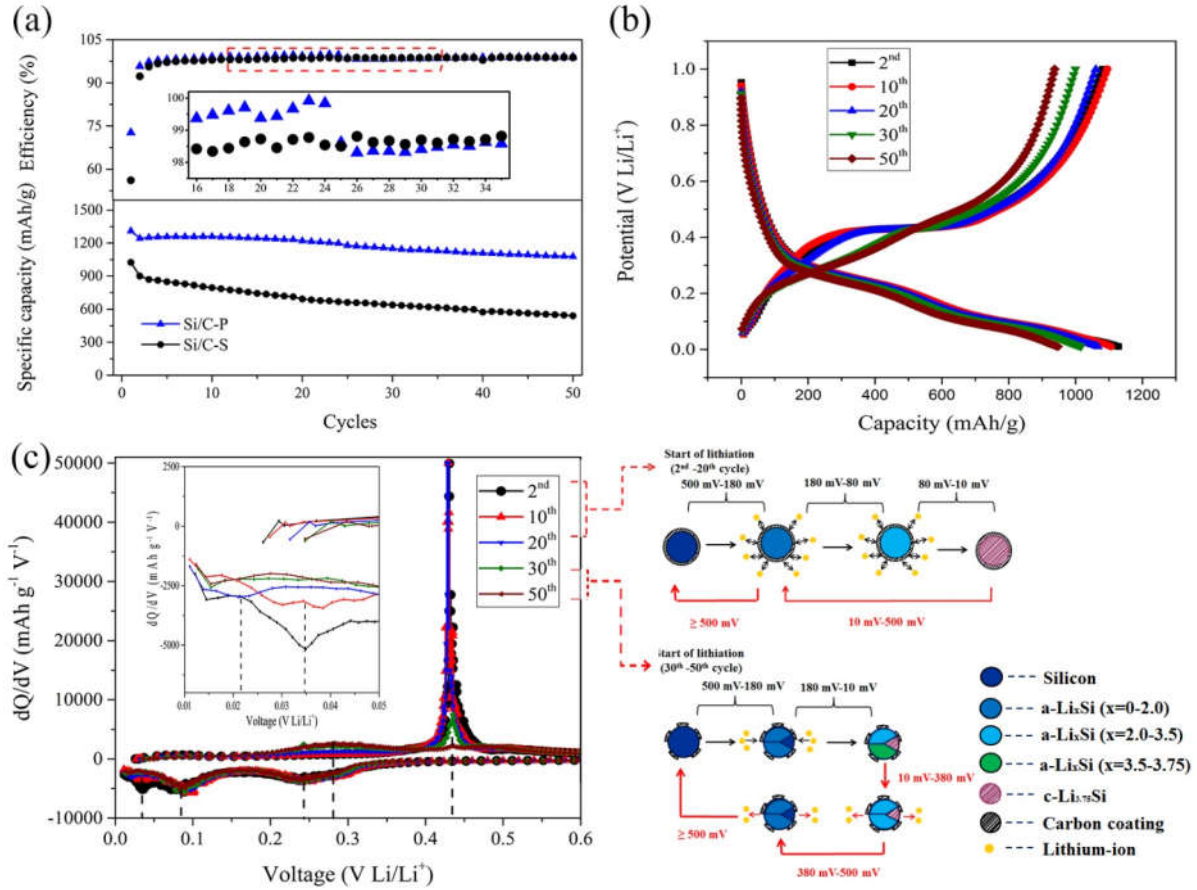 (a)
Efficiency (%)
105
90
75
60
100
99
98
16 18 20 22 24 26 28 30 32 34
Specific capacity (mAh/g)
1500
1200
900
600
300
0
Si/C-P
Si/C-S
0 10 20 30 40 50
Cycles
(b)
Potential (V Li/Li⁺)
1.0
0.8
0.6
0.4
0.2
0.0
2nd
10th
20th
30th
50th
0 200 400 600 800 1000 1200
Capacity (mAh/g)
(c)
dQ/dV (mAh g⁻¹ V⁻¹)
50000
40000
30000
20000
10000
0
-10000
2nd
10th
20th
30th
50th
dQ/dV (mAh g⁻¹ V⁻¹)
2500
0
-2500
-5000
0.01 0.02 0.03 0.04 0.05
Voltage (V Li/Li⁺)
0.0 0.1 0.2 0.3 0.4 0.5 0.6
Voltage (V Li/Li⁺)
Start of lithiation
(2nd -20th cycle)
500 mV-180 mV
180 mV-80 mV
80 mV-10 mV
≥ 500 mV
10 mV-500 mV
Start of lithiation
(30th -50th cycle)
500 mV-180 mV
180 mV-10 mV
10 mV-380 mV
≥ 500 mV
380 mV-500 mV
Silicon
a-LixSi (x=0-2.0)
a-LixSi (x=2.0-3.5)
a-LixSi (x=3.5-3.75)
c-Li3.75Si
Carbon coating
Lithium-ion